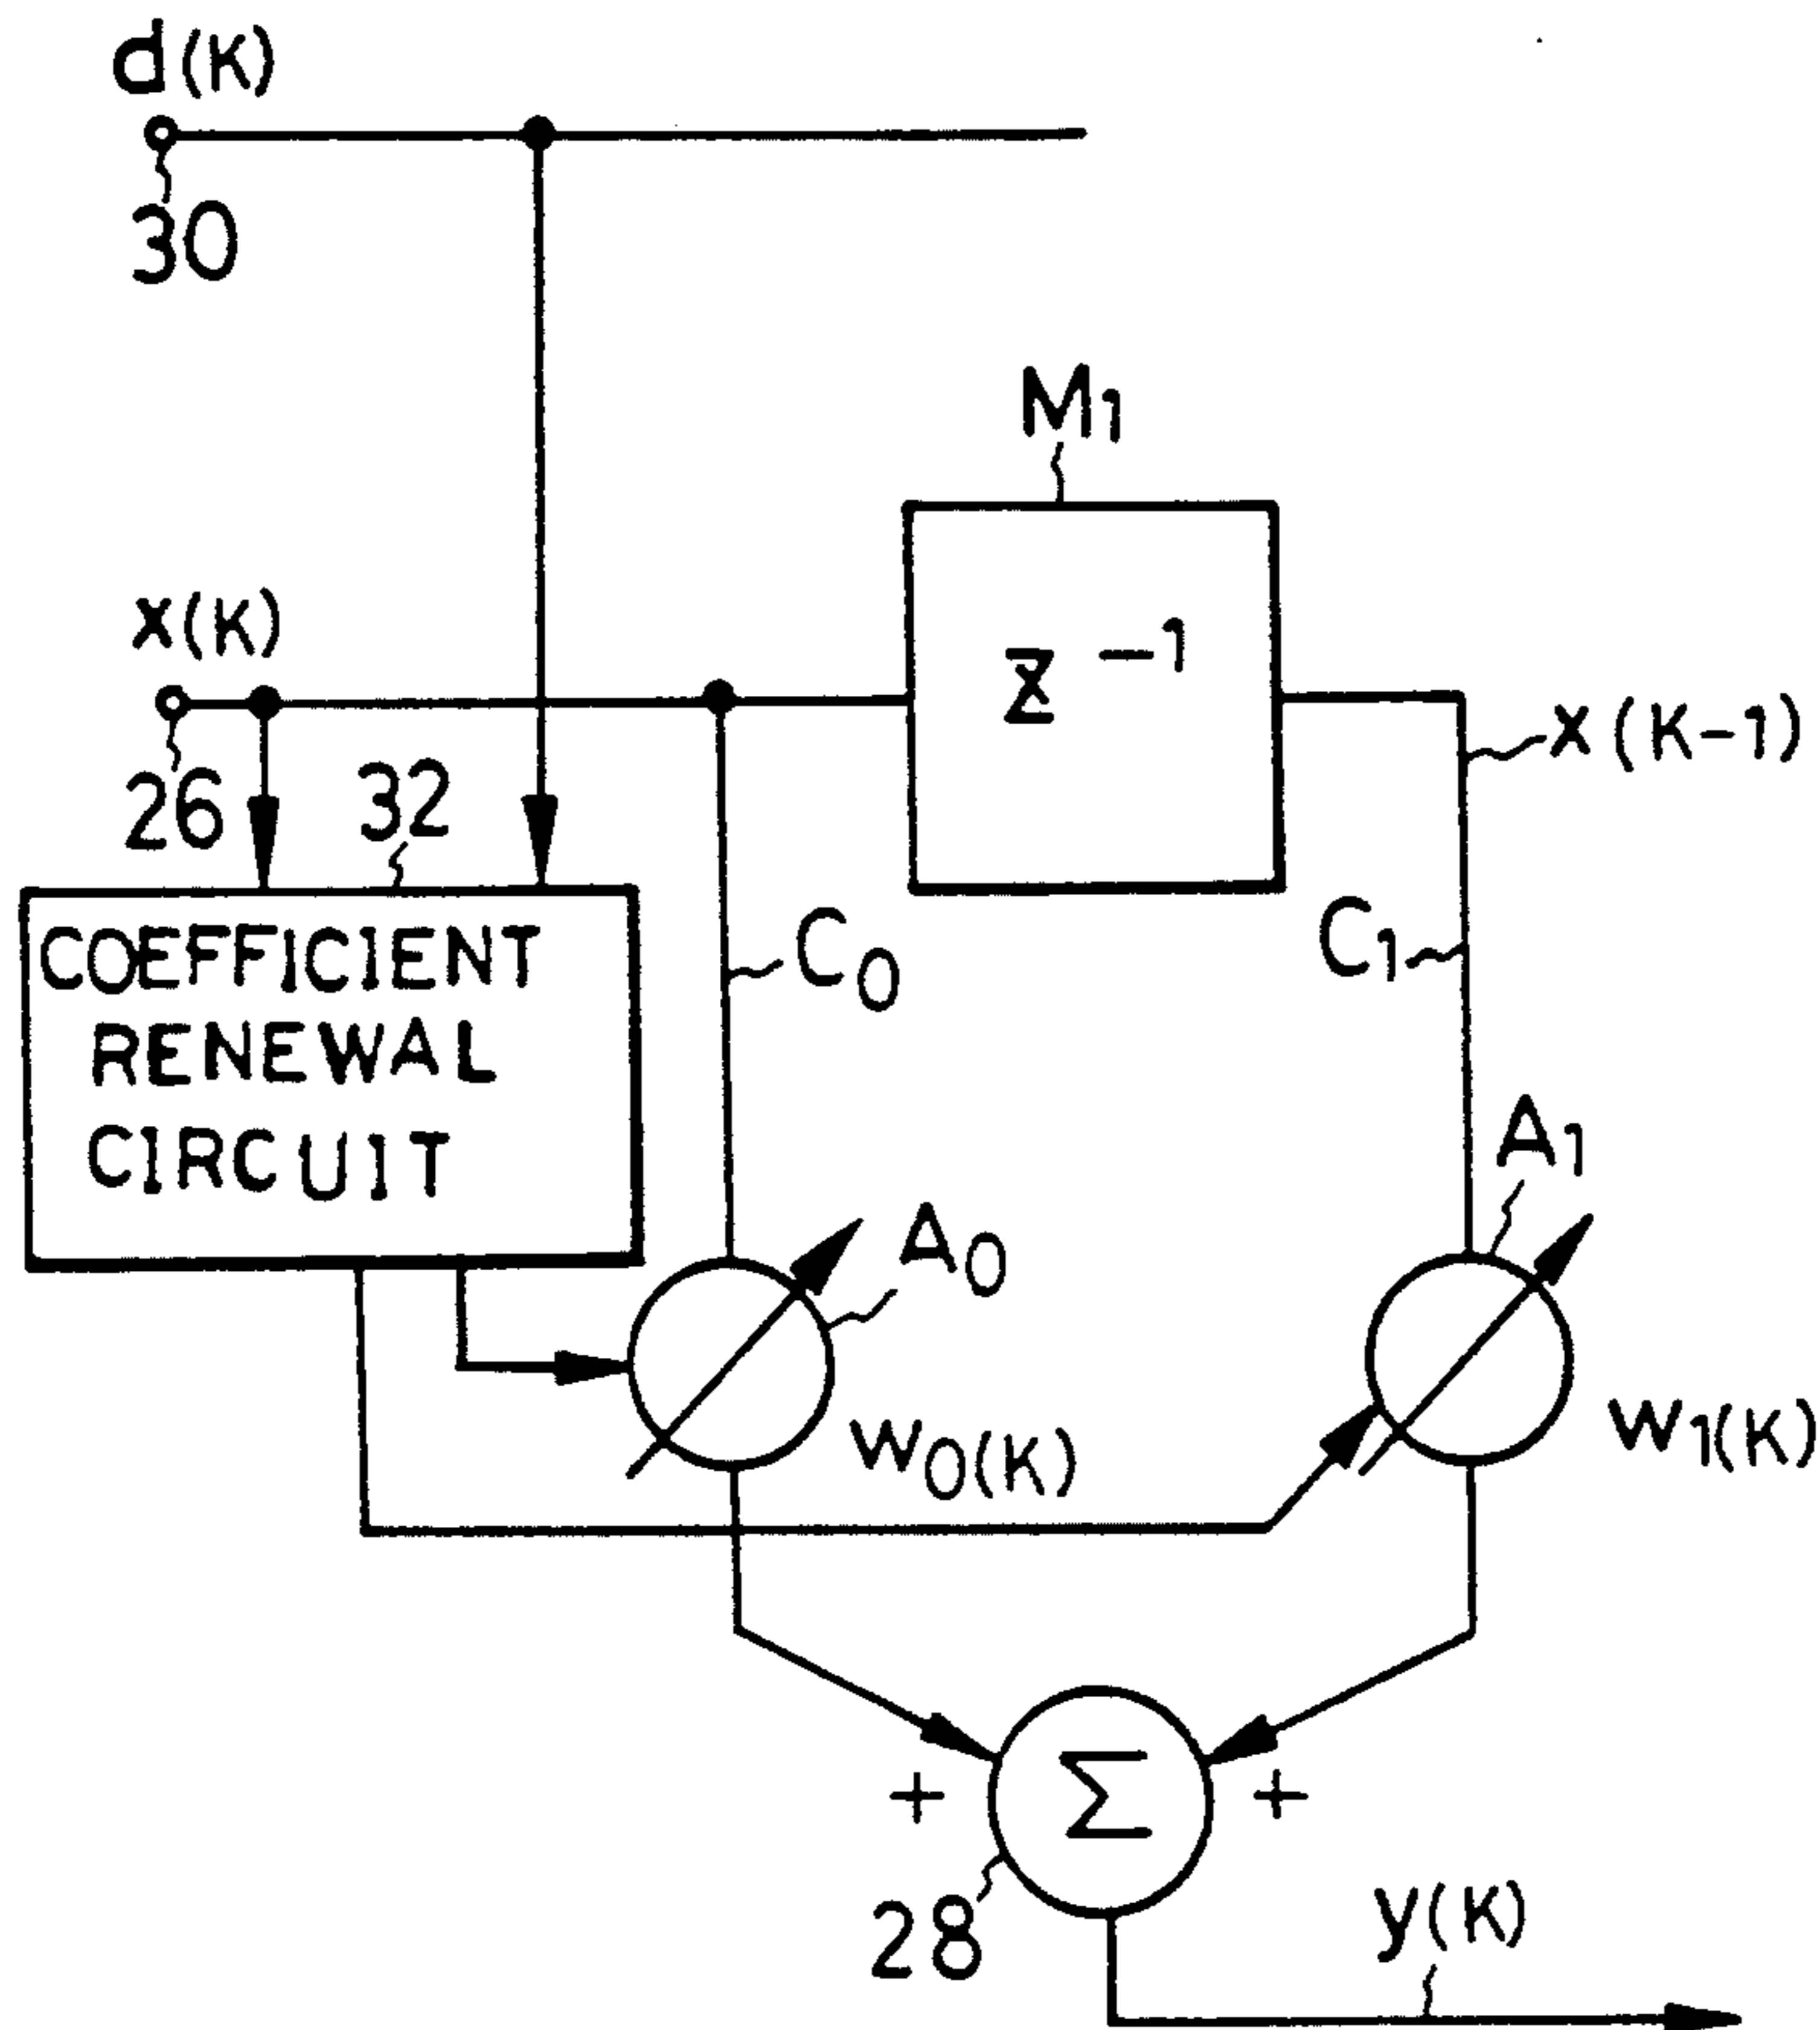 d(K)
30
M1
x(K)
Z -1
x(K-1)
26
32
COEFFICIENT
RENEWAL
CIRCUIT
C0
C1
A1
A0
W0(K)
W1(K)
+
Σ
+
28
y(K)